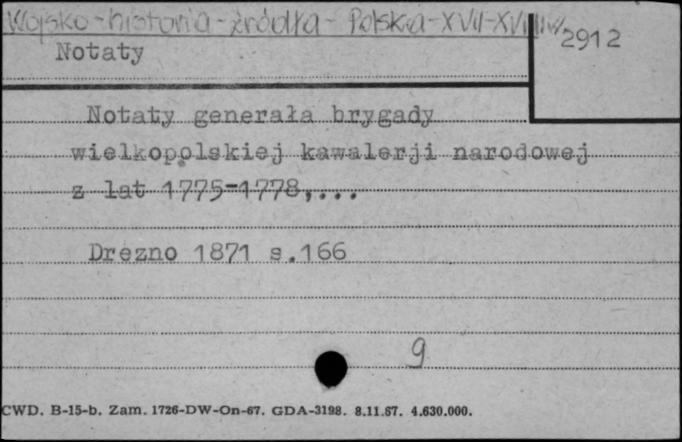 Wojsko-historia-źródła-Polska-XVII-XVIII w
2912
Notaty
Notaty generała brygady
wielkopolskiej kawalerji narodowej
z lat 1775-1778,...
Drezno 1871 s.166
9
CWD. B-15-b. Zam. 1726-DW-On-67. GDA-3198. 8.11.67. 4.630.000.